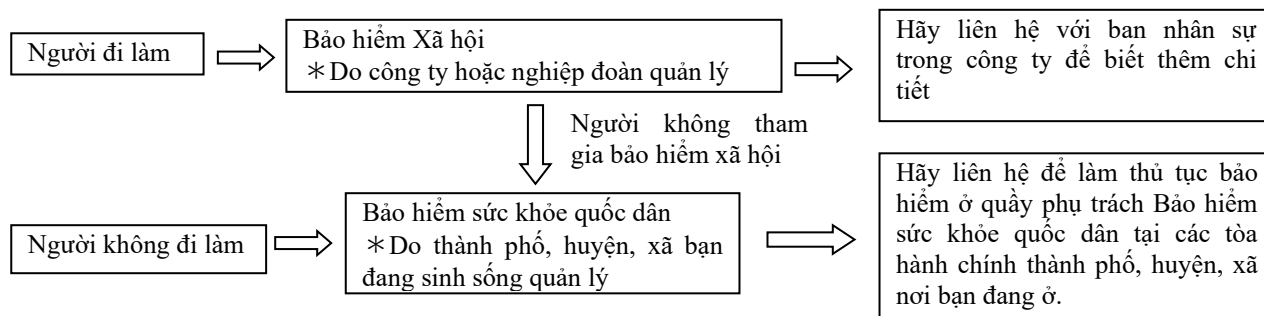 Người đi làm
Bảo hiểm Xã hội
＊Do công ty hoặc nghiệp đoàn quản lý
Hãy liên hệ với ban nhân sự
trong công ty để biết thêm chi
tiết
Người không tham
gia bảo hiểm xã hội
Người không đi làm
Bảo hiểm sức khỏe quốc dân
＊Do thành phố, huyện, xã bạn
đang sinh sống quản lý
Hãy liên hệ để làm thủ tục bảo
hiểm ở quầy phụ trách Bảo hiểm
sức khỏe quốc dân tại các tòa
hành chính thành phố, huyện, xã
nơi bạn đang ở.